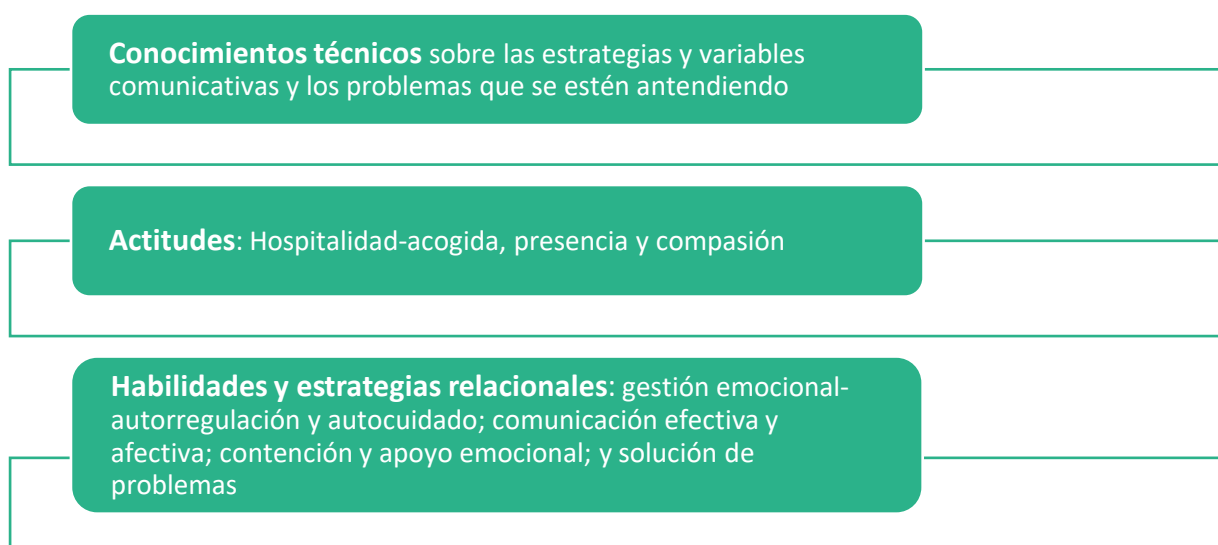 Conocimientos técnicos sobre las estrategias y variables
comunicativas y los problemas que se estén antendiendo
Actitudes: Hospitalidad-acogida, presencia y compasión
Habilidades y estrategias relacionales: gestión emocional-
autorregulación y autocuidado; comunicación efectiva y
afectiva; contención y apoyo emocional; y solución de
problemas